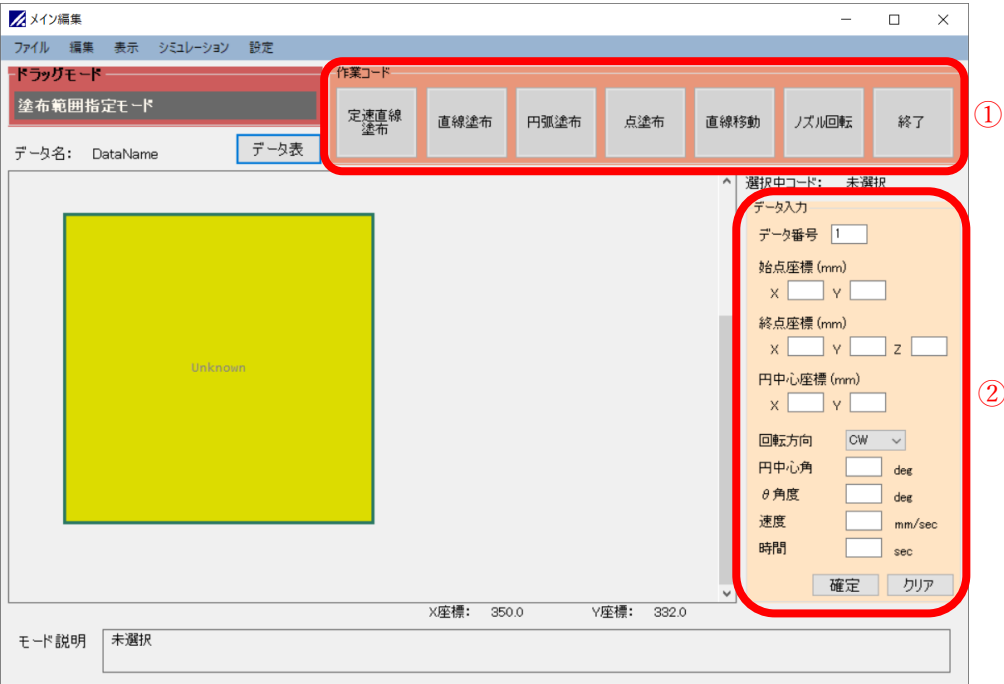 メイン編集
ファイル 編集 表示 シミュレーション 設定
ドラッグモード
塗布範囲指定モード
作業コード
定速直線
塗布
直線塗布
円弧塗布
点塗布
直線移動
ノズル回転
終了
①
データ名: DataName
データ表
選択中コード: 未選択
データ入力
データ番号 1
始点座標(mm)
X Y
終点座標(mm)
X Y Z
円中心座標(mm)
X Y
回転方向 CW
円中心角 deg
θ角度 deg
速度 mm/sec
時間 sec
確定 クリア
②
Unknown
X座標: 350.0 Y座標: 332.0
モード説明 未選択